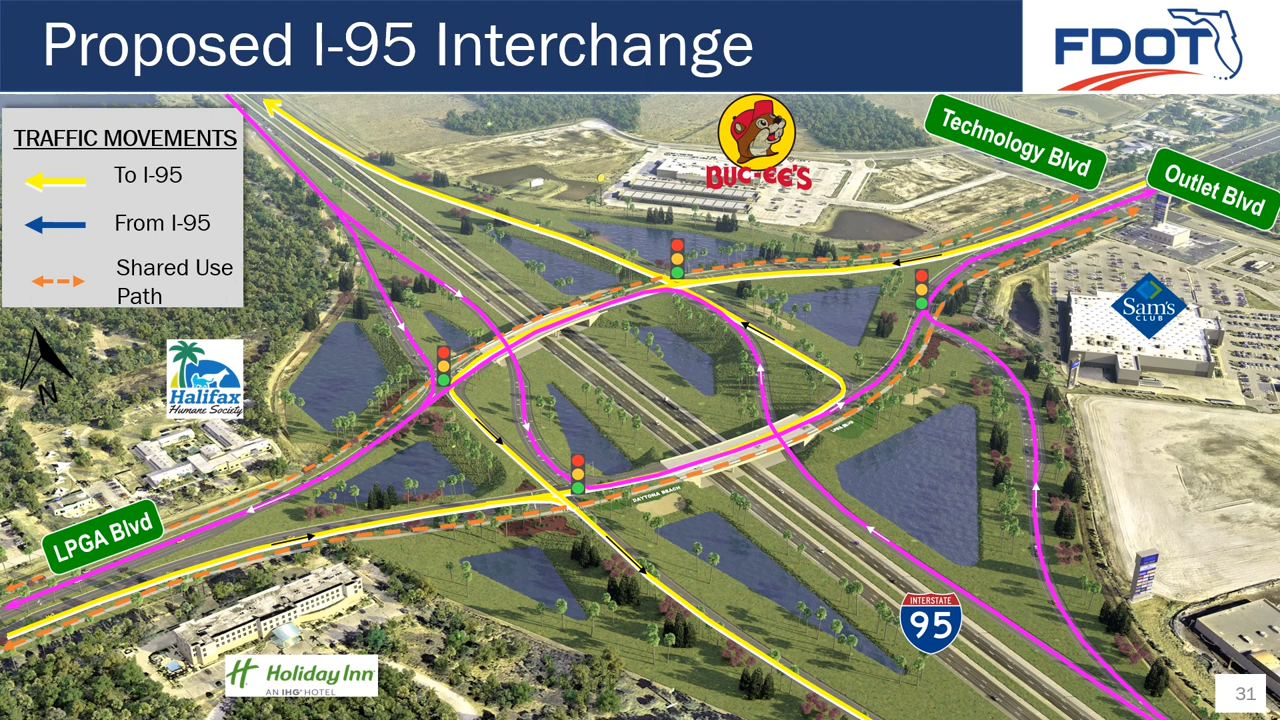 Proposed I-95 Interchange
FDOT
TRAFFIC MOVEMENTS
To I-95
From I-95
Shared Use
Path
N
BUC-EE'S
Technology Blvd
Outlet Blvd
Sam's
CLUB
Halifax
Humane Society
LPGA Blvd
DAYTONA BEACH
INTERSTATE
95
H Holiday Inn
AN IHG® HOTEL
31